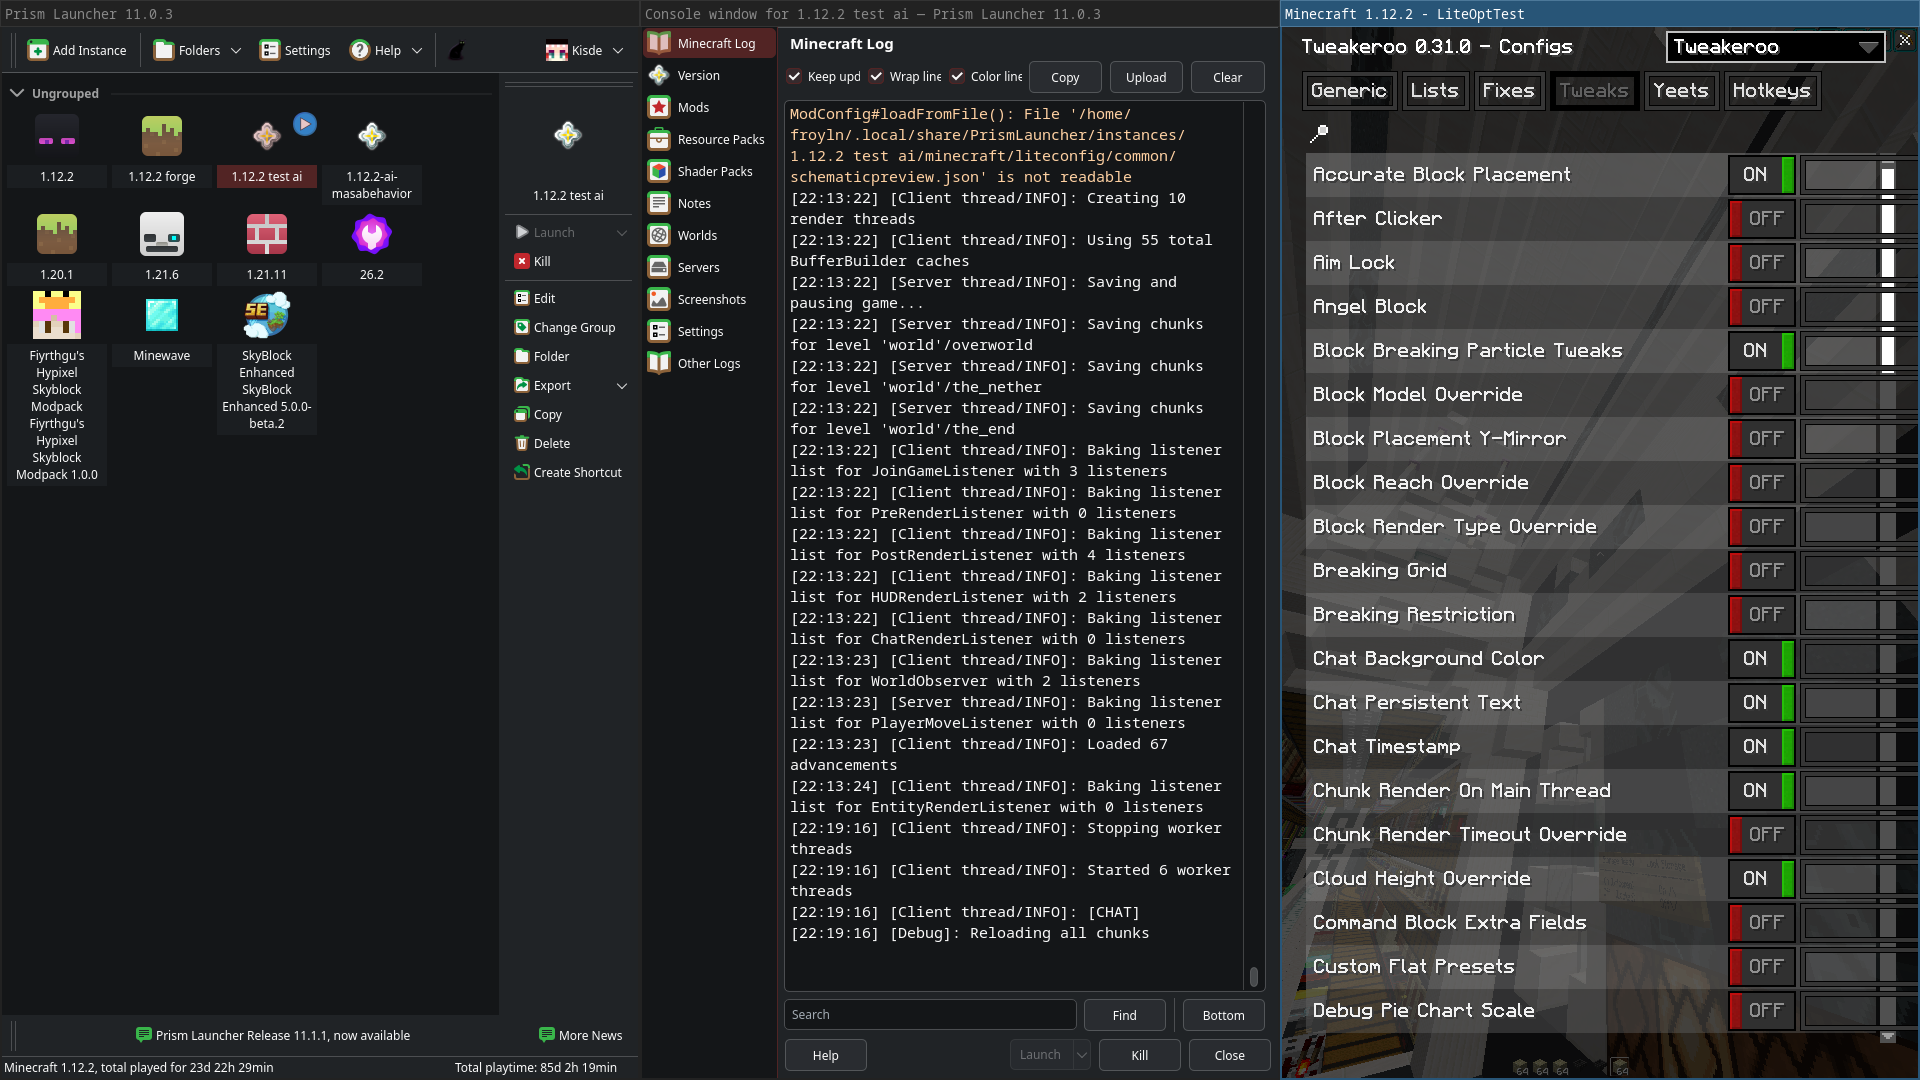 Prism Launcher 11.0.3
Add Instance
Folders
Settings
Help
Kisde
Ungrouped
1.12.2
1.12.2 forge
1.12.2 test ai
1.12.2-ai-
masabehavior
1.20.1
1.21.6
1.21.11
26.2
Fiyrthgu's
Hypixel
Skyblock
Modpack
Fiyrthgu's
Hypixel
Skyblock
Modpack 1.0.0
Minewave
SkyBlock
Enhanced
SkyBlock
Enhanced 5.0.0-
beta.2
1.12.2 test ai
Launch
Kill
Edit
Change Group
Folder
Export
Copy
Delete
Create Shortcut
Prism Launcher Release 11.1.1, now available
More News
Minecraft 1.12.2, total played for 23d 22h 29min
Total playtime: 85d 2h 19min
Console window for 1.12.2 test ai — Prism Launcher 11.0.3
Minecraft Log
Version
Mods
Resource Packs
Shader Packs
Notes
Worlds
Servers
Screenshots
Settings
Other Logs
Minecraft Log
Keep upd
Wrap line
Color line
Copy
Upload
Clear
ModConfig#loadFromFile(): File '/home/
froyln/.local/share/PrismLauncher/instances/
1.12.2 test ai/minecraft/liteconfig/common/
schematicpreview.json' is not readable
[22:13:22] [Client thread/INFO]: Creating 10
render threads
[22:13:22] [Client thread/INFO]: Using 55 total
BufferBuilder caches
[22:13:22] [Server thread/INFO]: Saving and
pausing game...
[22:13:22] [Server thread/INFO]: Saving chunks
for level 'world'/overworld
[22:13:22] [Server thread/INFO]: Saving chunks
for level 'world'/the_nether
[22:13:22] [Server thread/INFO]: Saving chunks
for level 'world'/the_end
[22:13:22] [Client thread/INFO]: Baking listener
list for JoinGameListener with 3 listeners
[22:13:22] [Client thread/INFO]: Baking listener
list for PreRenderListener with 0 listeners
[22:13:22] [Client thread/INFO]: Baking listener
list for PostRenderListener with 4 listeners
[22:13:22] [Client thread/INFO]: Baking listener
list for HUDRenderListener with 2 listeners
[22:13:22] [Client thread/INFO]: Baking listener
list for ChatRenderListener with 0 listeners
[22:13:23] [Client thread/INFO]: Baking listener
list for WorldObserver with 2 listeners
[22:13:23] [Server thread/INFO]: Baking listener
list for PlayerMoveListener with 0 listeners
[22:13:23] [Client thread/INFO]: Loaded 67
advancements
[22:13:24] [Client thread/INFO]: Baking listener
list for EntityRenderListener with 0 listeners
[22:19:16] [Client thread/INFO]: Stopping worker
threads
[22:19:16] [Client thread/INFO]: Started 6 worker
threads
[22:19:16] [Client thread/INFO]: [CHAT]
[22:19:16] [Debug]: Reloading all chunks
Search
Find
Bottom
Help
Launch
Kill
Close
Minecraft 1.12.2 - LiteOptTest
Tweakeroo 0.31.0 - Configs
Tweakeroo
Generic
Lists
Fixes
Tweaks
Yeets
Hotkeys
Accurate Block Placement ON
After Clicker OFF
Aim Lock OFF
Angel Block OFF
Block Breaking Particle Tweaks ON
Block Model Override OFF
Block Placement Y-Mirror OFF
Block Reach Override OFF
Block Render Type Override OFF
Breaking Grid OFF
Breaking Restriction OFF
Chat Background Color ON
Chat Persistent Text ON
Chat Timestamp ON
Chunk Render On Main Thread ON
Chunk Render Timeout Override OFF
Cloud Height Override ON
Command Block Extra Fields OFF
Custom Flat Presets OFF
Debug Pie Chart Scale OFF
64 64 64 64